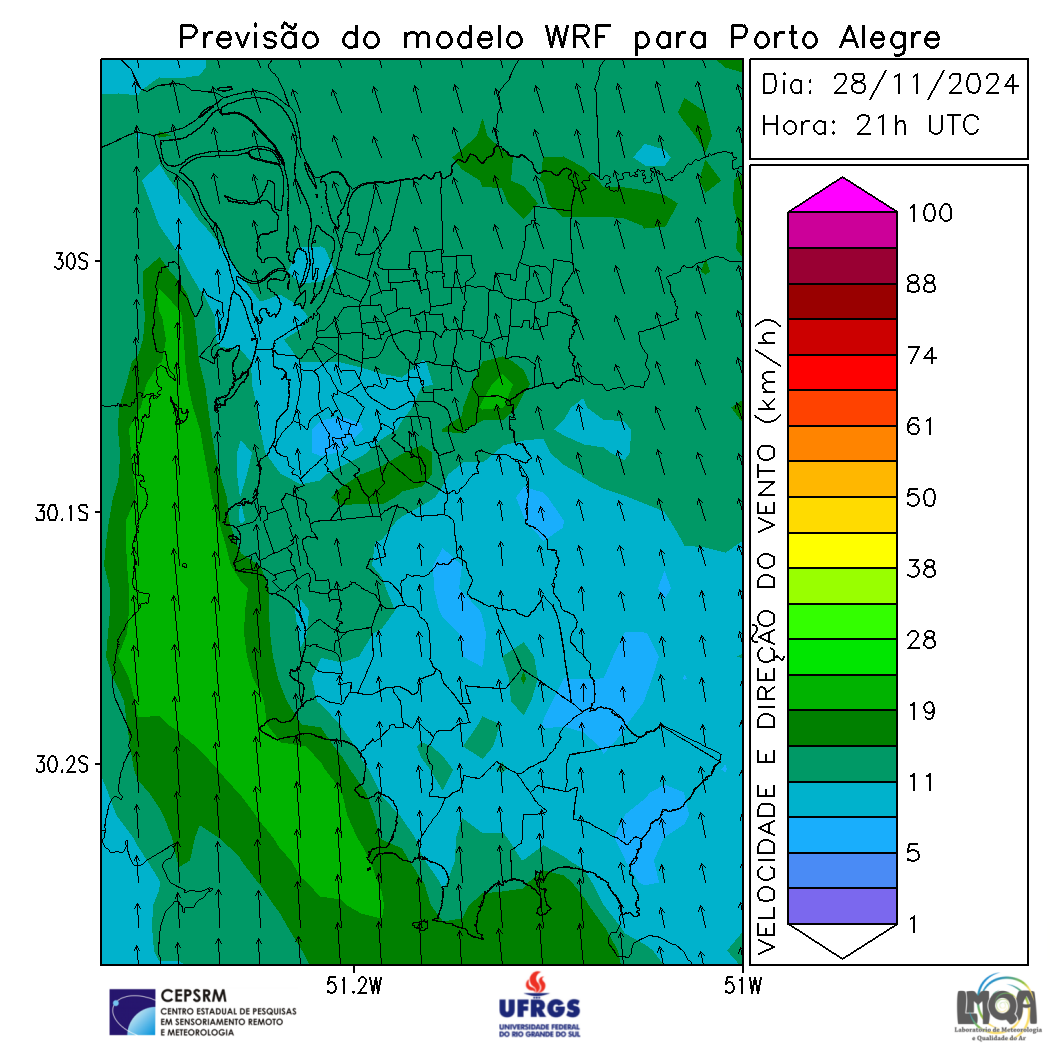 Previsão do modelo WRF para Porto Alegre
Dia: 28/11/2024
Hora: 21h UTC
30S
30.1S
30.2S
51.2W
51W
VELOCIDADE E DIREÇÃO DO VENTO (km/h)
100
88
74
61
50
38
28
19
11
5
1
CEPSRM
CENTRO ESTADUAL DE PESQUISAS
EM SENSORIAMENTO REMOTO
E METEOROLOGIA
UFRGS
UNIVERSIDADE FEDERAL
DO RIO GRANDE DO SUL
LMQA
Laboratório de Meteorologia
e Qualidade do Ar